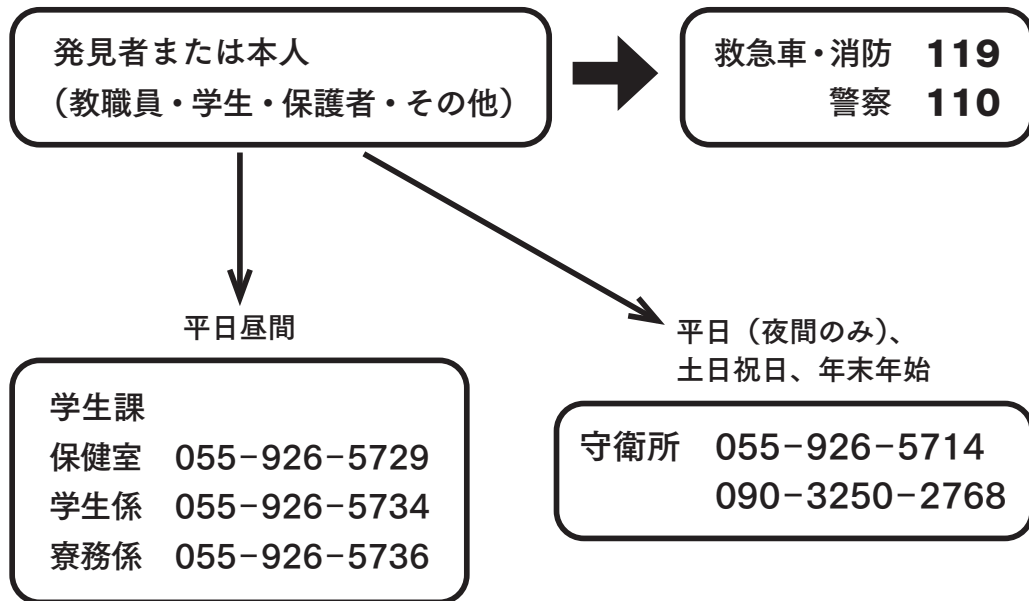 発見者または本人
（教職員・学生・保護者・その他）
救急車・消防 119
警察 110
平日昼間
学生課
保健室 055-926-5729
学生係 055-926-5734
寮務係 055-926-5736
平日（夜間のみ）、
土日祝日、年末年始
守衛所 055-926-5714
090-3250-2768